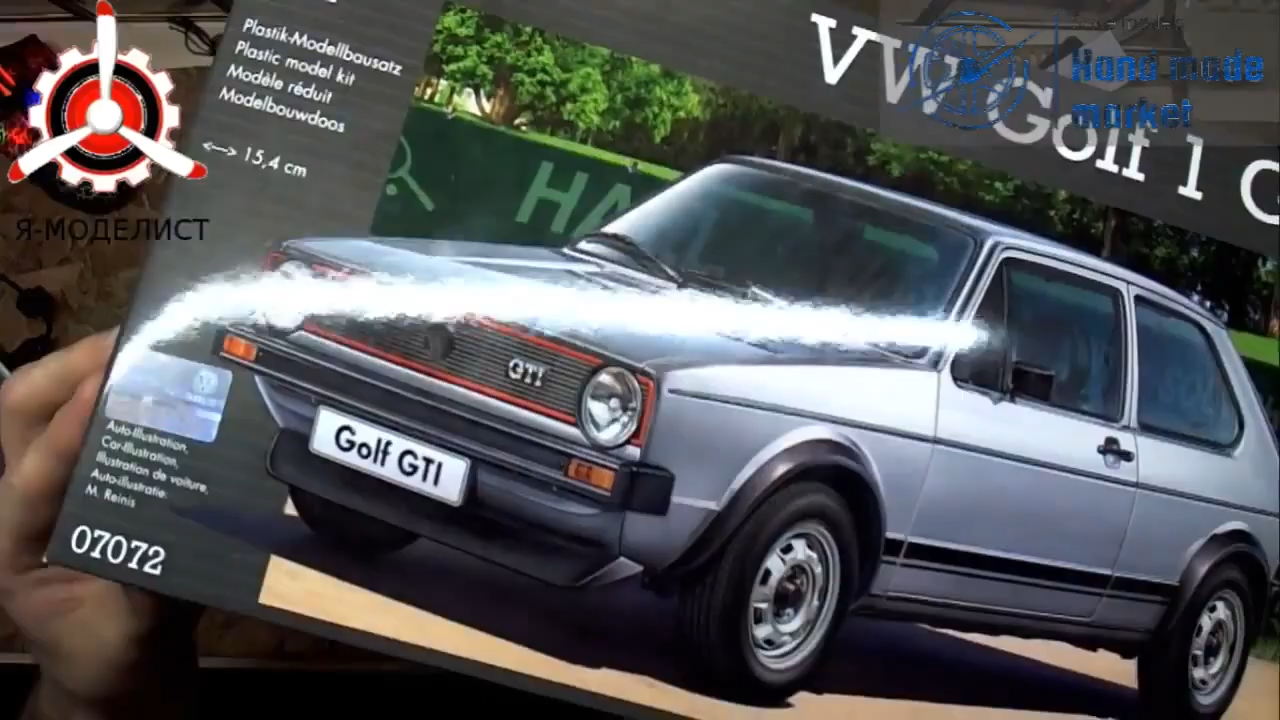 Plastik-Modellbausatz
Plastic model kit
Modèle réduit
Modelbouwdoos
<--> 15,4 cm
Я-МОДЕЛИСТ
VW Golf 1 G
Hand made
market
HA
GTI
Golf GTI
Auto-Illustration,
Car-Illustration,
Illustration de voiture,
Auto-illustratie:
M. Reinis
07072